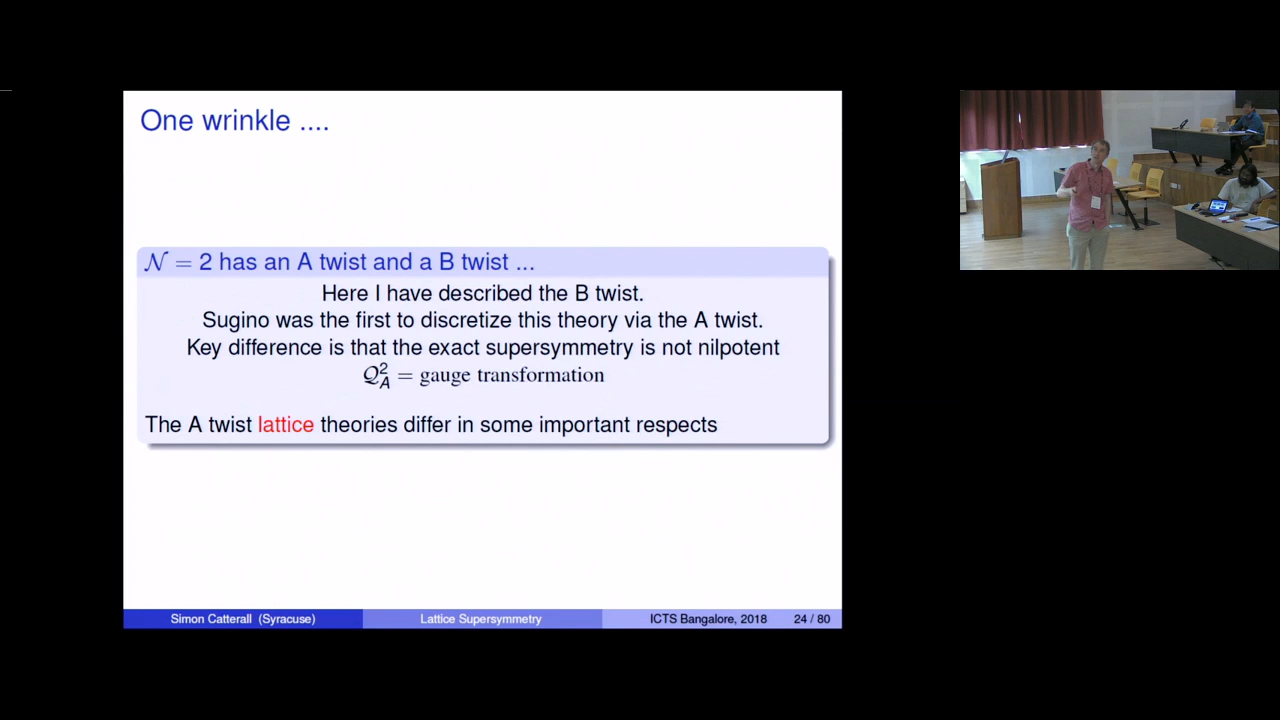 One wrinkle ....
𝒩 = 2 has an A twist and a B twist ...
Here I have described the B twist.
Sugino was the first to discretize this theory via the A twist.
Key difference is that the exact supersymmetry is not nilpotent
𝒬_A^2 = gauge transformation
The A twist lattice theories differ in some important respects
Simon Catterall (Syracuse) Lattice Supersymmetry ICTS Bangalore, 2018 24 / 80